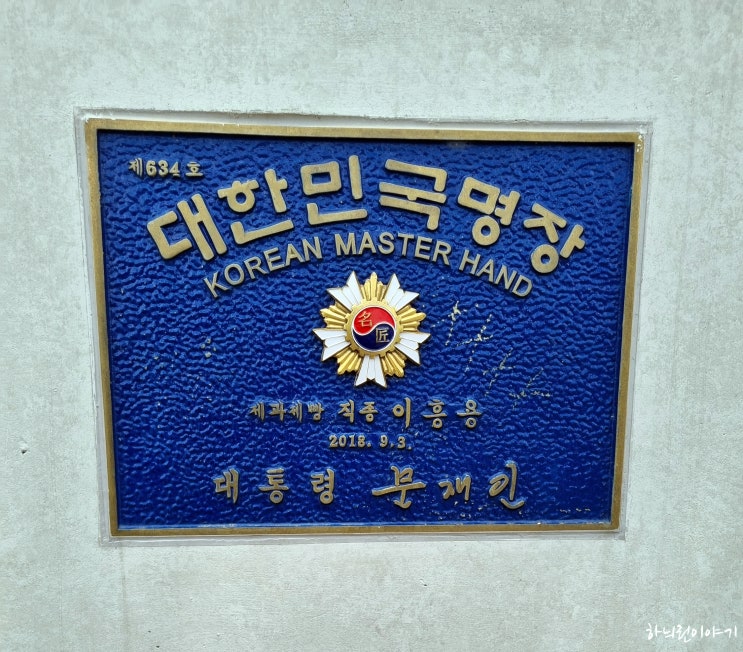 제634호
대한민국명장
KOREAN MASTER HAND
名
匠
제과제빵 직종 이흥용
2018. 9. 3.
대통령 문재인
하늬린이야기